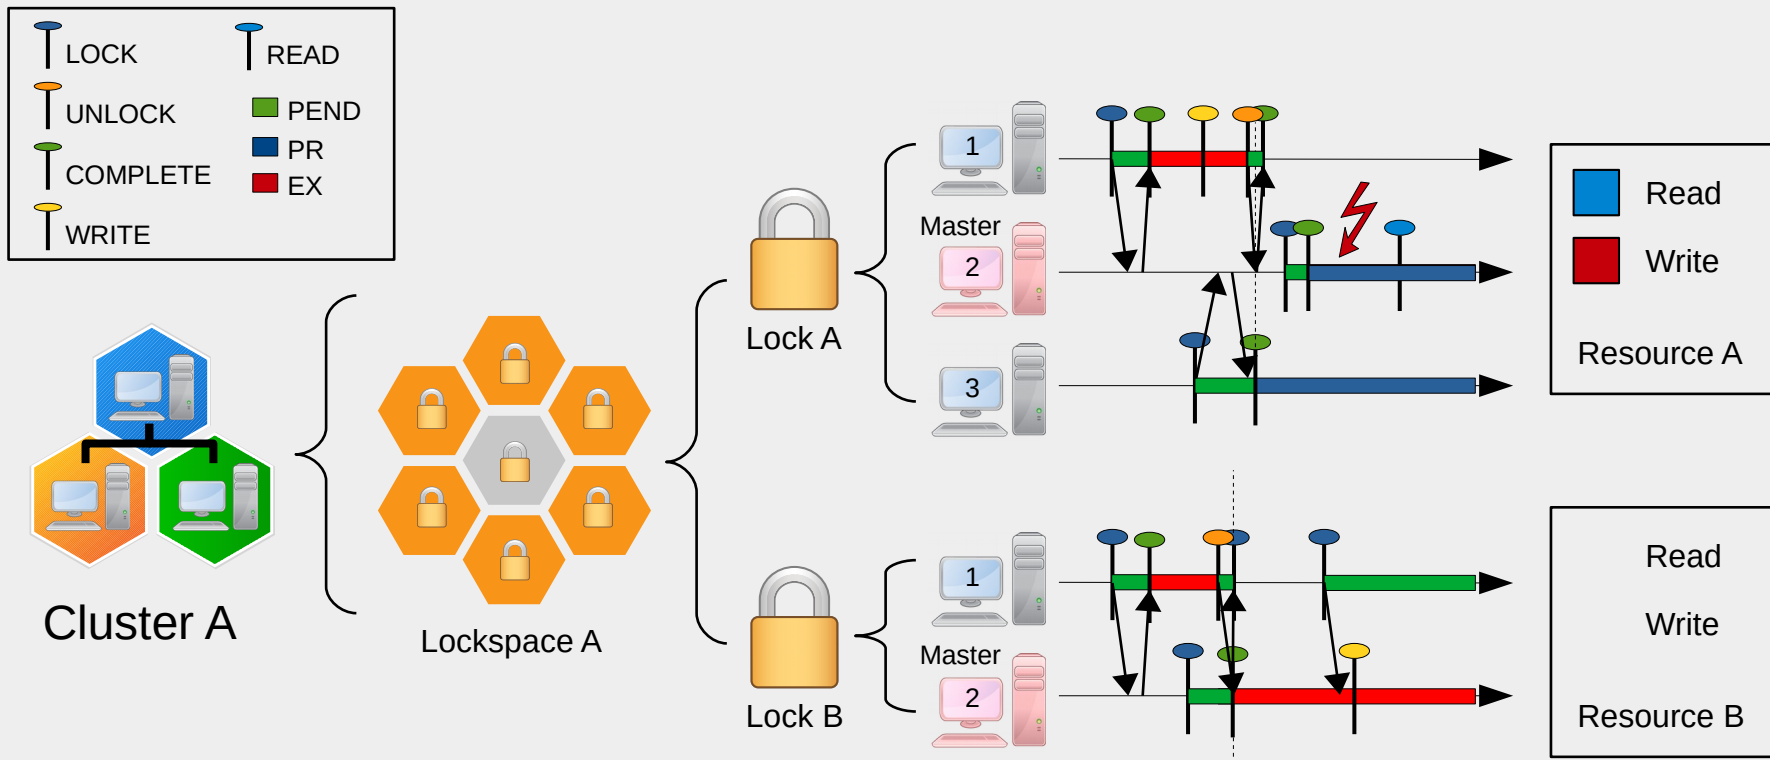 LOCK
READ
UNLOCK
PEND
COMPLETE
PR
EX
WRITE
Cluster A
Lockspace A
Lock A
1
Master
2
3
Read
Write
Resource A
Lock B
1
Master
2
Read
Write
Resource B